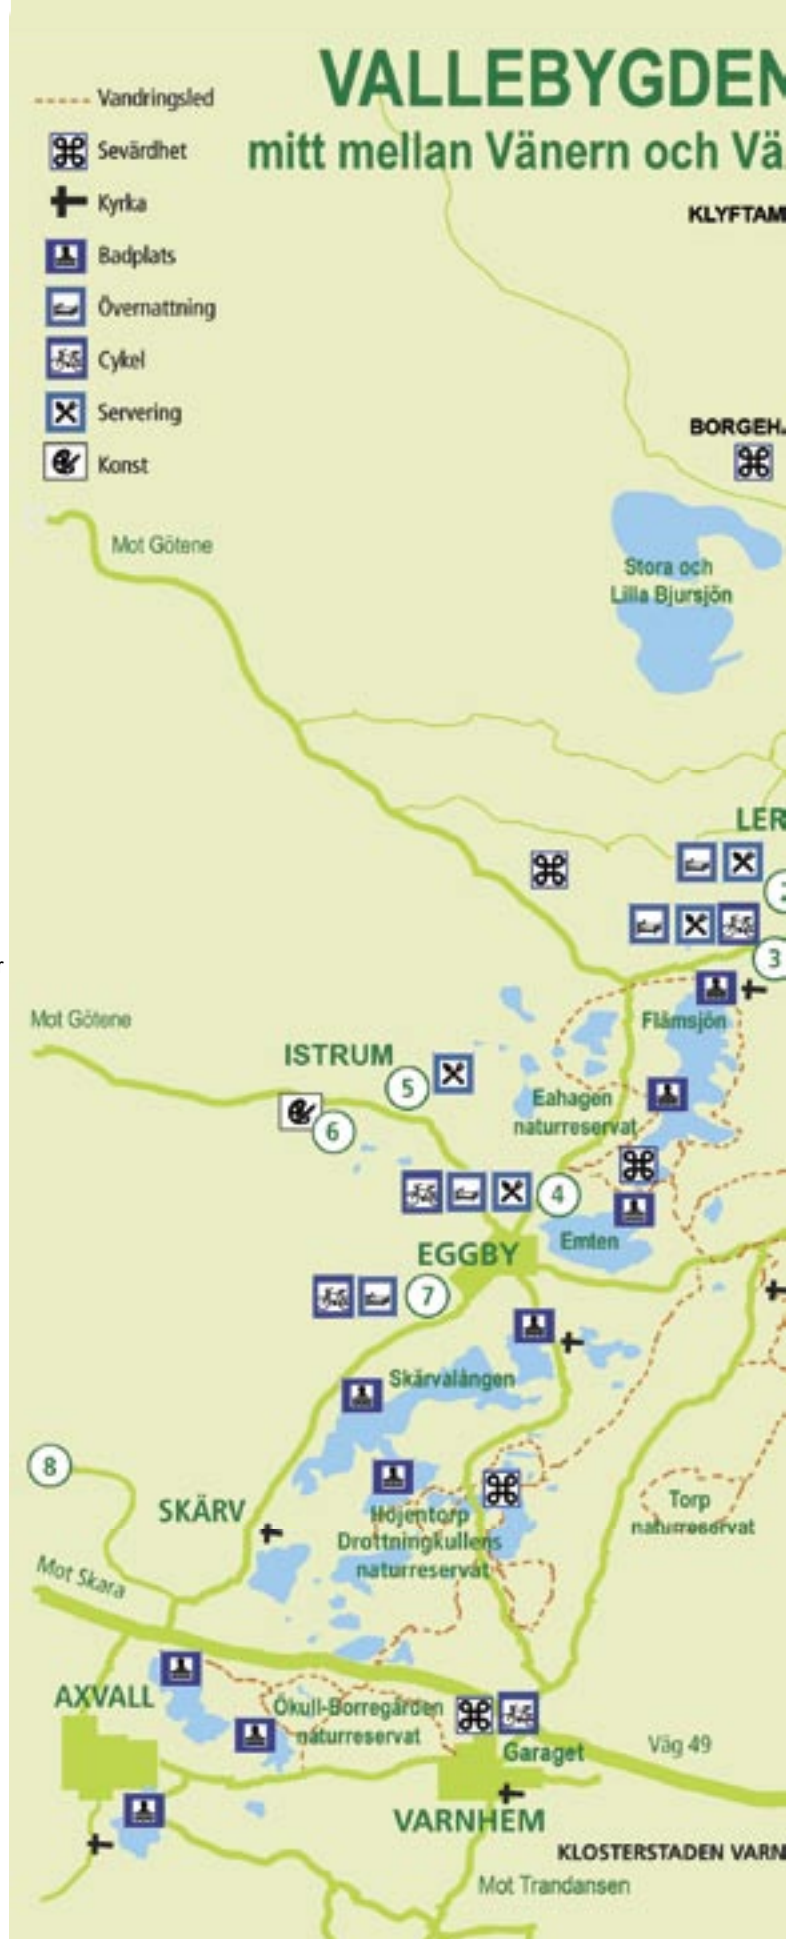 VALLEBYGDEN
mitt mellan Vänern och Vä
Vandringsled
Sevärdhet
Kyrka
Badplats
Övernattning
Cykel
Servering
Konst
KLYFTAM
BORGEH
Mot Götene
Stora och
Lilla Bjursjön
LER
3
Flämsjön
Mot Götene
ISTRUM
5
6
Eahagen
naturreservat
4
Emten
EGGBY
7
Skärvalången
8
SKÄRV
Höjentorp
Drottningkullens
naturreservat
Torp
naturreservat
Mot Skara
AXVALL
Ökull-Borregården
naturreservat
Garaget
Väg 49
VARNHEM
KLOSTERSTADEN VARN
Mot Trandansen